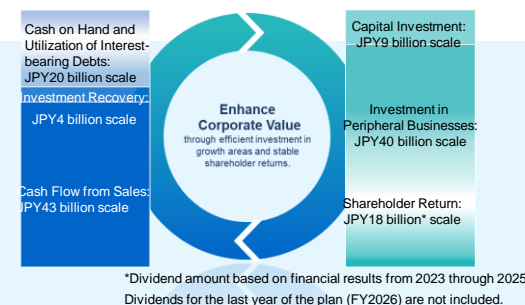 Cash on Hand and
Utilization of Interest-
bearing Debts:
JPY20 billion scale
Investment Recovery:
JPY4 billion scale
Cash Flow from Sales:
JPY43 billion scale
Enhance
Corporate Value
through efficient investment in
growth areas and stable
shareholder returns.
Capital Investment:
JPY9 billion scale
Investment in
Peripheral Businesses:
JPY40 billion scale
Shareholder Return:
JPY18 billion* scale
*Dividend amount based on financial results from 2023 through 2025
Dividends for the last year of the plan (FY2026) are not included.